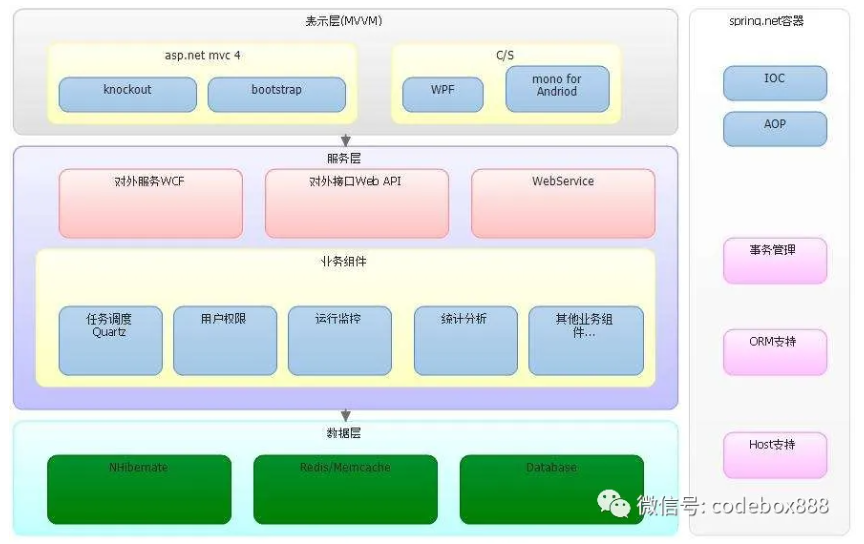 表示层(MVVM)
asp.net mvc 4
knockout
bootstrap
C/S
WPF
mono for
Andriod
服务层
对外服务WCF
对外接口Web API
WebService
业务组件
任务调度
Quartz
用户权限
运行监控
统计分析
其他业务组
件...
数据层
NHibernate
Redis/Memcache
Database
spring.net容器
IOC
AOP
事务管理
ORM支持
Host支持
微信号: codebox888